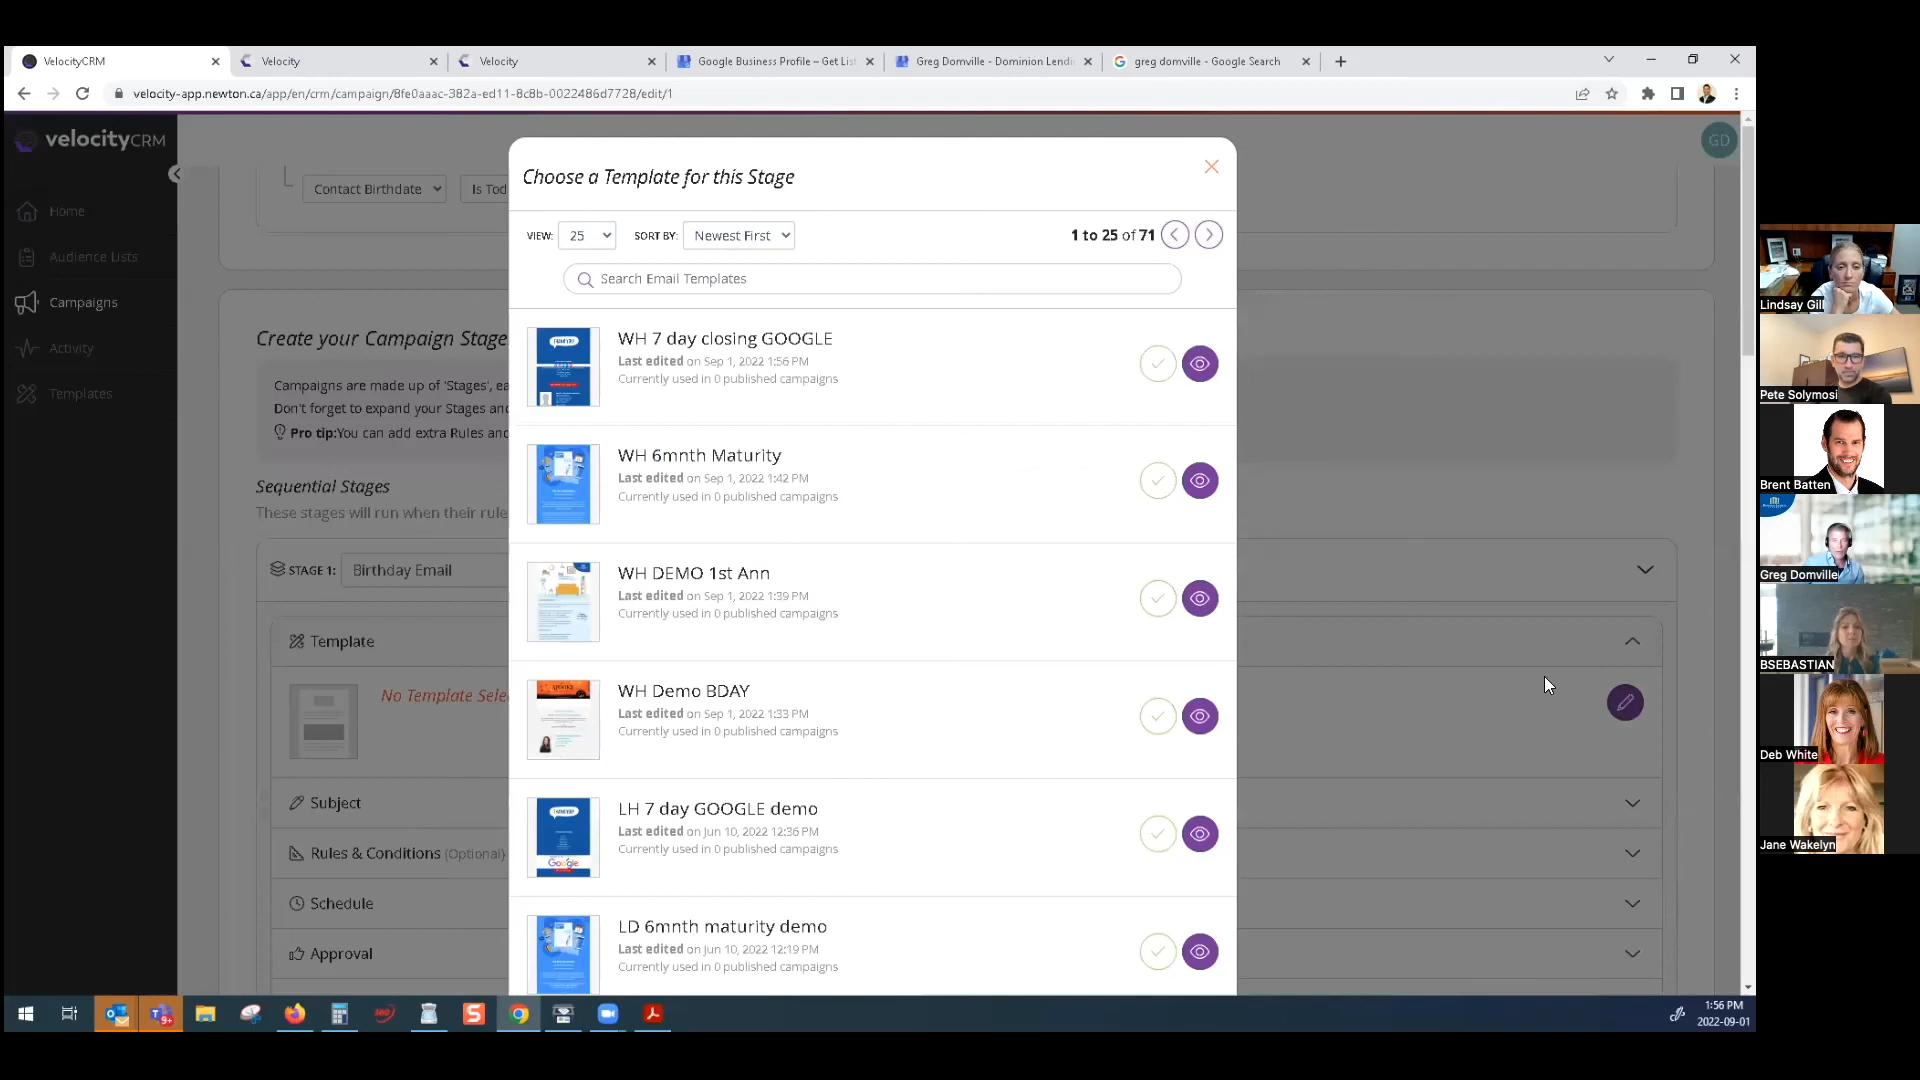 VelocityCRM
Velocity
Velocity
Google Business Profile – Get List
Greg Domville - Dominion Lendi
greg domville - Google Search
velocity-app.newton.ca/app/en/crm/campaign/8fe0aaac-382a-ed11-8c8b-0022486d7728/edit/1
velocityCRM
GD
Home
Audience Lists
Campaigns
Activity
Templates
Contact Birthdate
Is Tod
Create your Campaign Stage
Campaigns are made up of 'Stages', ea
Don't forget to expand your Stages and
Pro tip:You can add extra Rules and
Sequential Stages
These stages will run when their rule
STAGE 1:
Birthday Email
Template
No Template Sele
Subject
Rules & Conditions (Optional)
Schedule
Approval
Choose a Template for this Stage
VIEW:
25
SORT BY:
Newest First
1 to 25 of 71
Search Email Templates
WH 7 day closing GOOGLE
Last edited on Sep 1, 2022 1:56 PM
Currently used in 0 published campaigns
WH 6mnth Maturity
Last edited on Sep 1, 2022 1:42 PM
Currently used in 0 published campaigns
WH DEMO 1st Ann
Last edited on Sep 1, 2022 1:39 PM
Currently used in 0 published campaigns
WH Demo BDAY
Last edited on Sep 1, 2022 1:33 PM
Currently used in 0 published campaigns
LH 7 day GOOGLE demo
Last edited on Jun 10, 2022 12:36 PM
Currently used in 0 published campaigns
Google
LD 6mnth maturity demo
Last edited on Jun 10, 2022 12:19 PM
Currently used in 0 published campaigns
Lindsay Gill
Pete Solymosi
Brent Batten
Greg Domville
BSEBASTIAN
Deb White
Jane Wakelyn
1:56 PM
2022-09-01